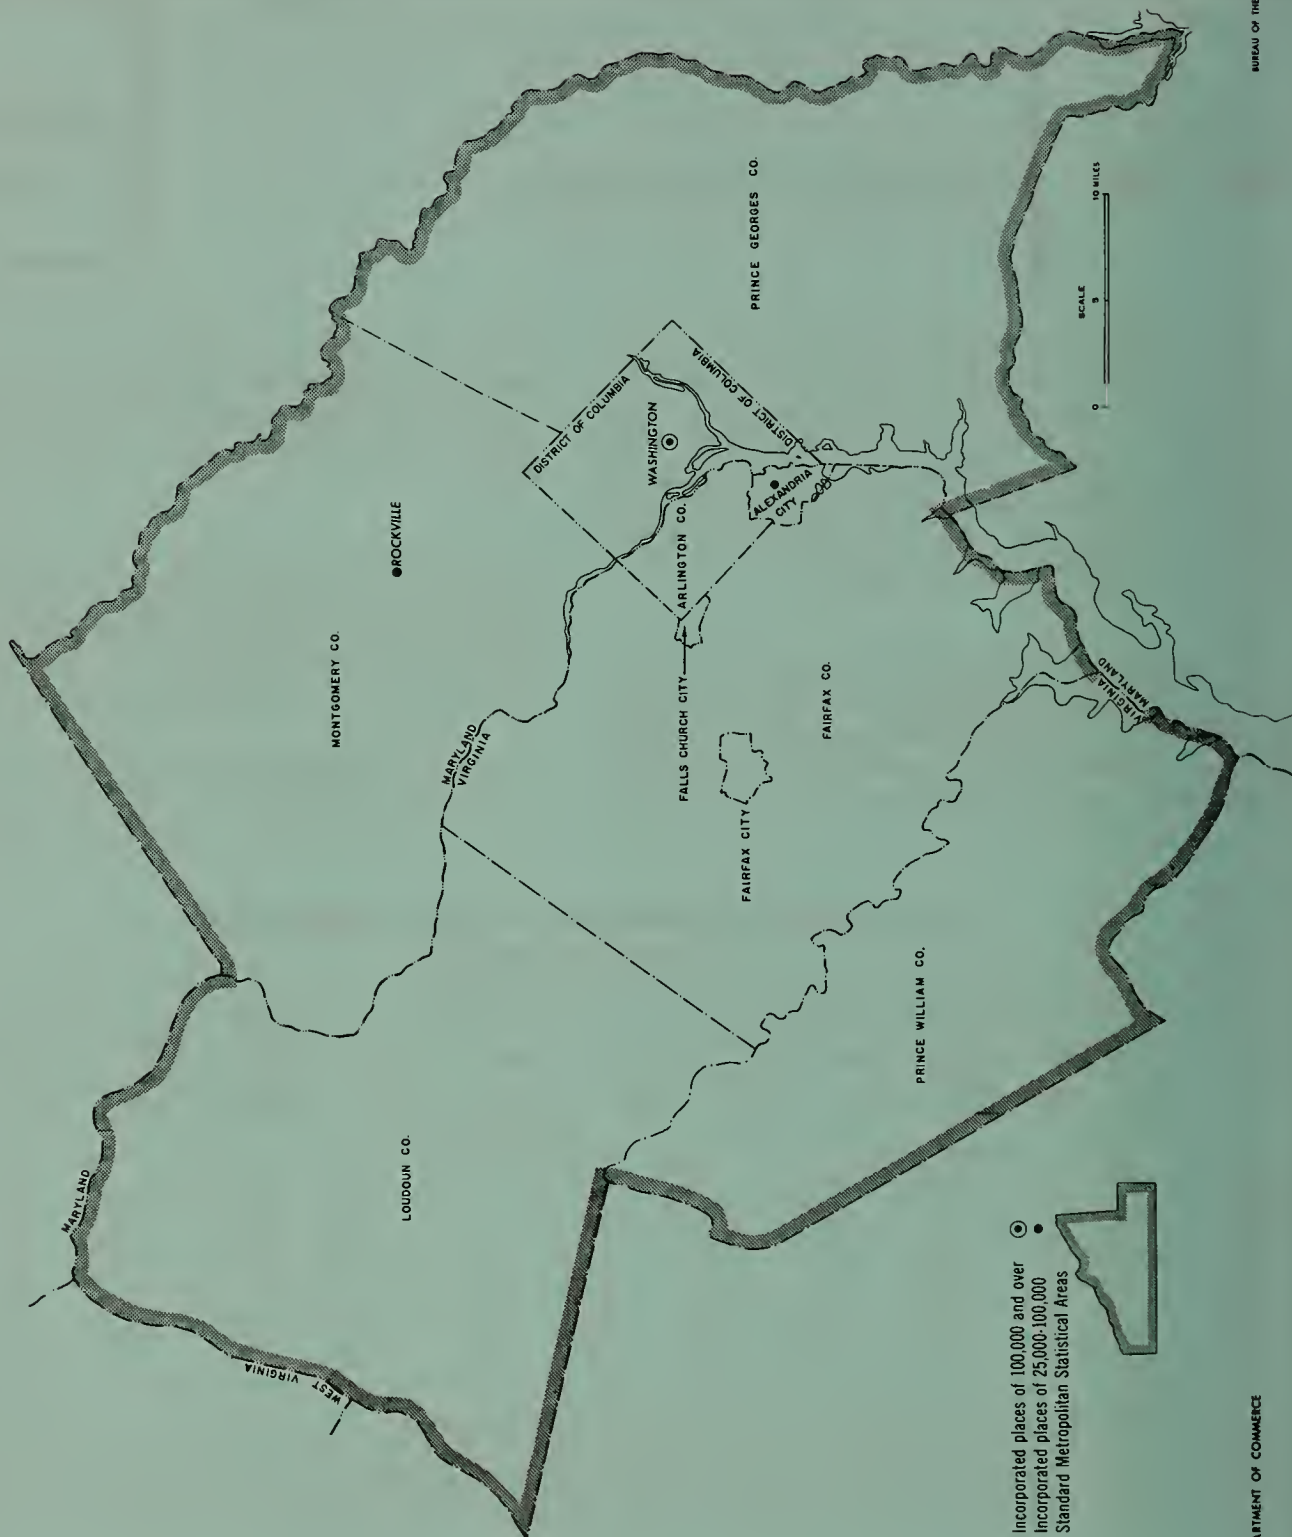 MARYLAND
WEST
VIRGINIA
LOUDOUN CO.
MONTGOMERY CO.
ROCKVILLE
MARYLAND
VIRGINIA
DISTRICT OF COLUMBIA
WASHINGTON
DISTRICT OF COLUMBIA
PRINCE GEORGES CO.
ARLINGTON CO.
ALEXANDRIA
CITY
FALLS CHURCH CITY
FAIRFAX CITY
FAIRFAX CO.
PRINCE WILLIAM CO.
VIRGINIA
MARYLAND
SCALE
0 5 10 MILES
Incorporated places of 100,000 and over
Incorporated places of 25,000-100,000
Standard Metropolitan Statistical Areas
ARTMENT OF COMMERCE
BUREAU OF THE